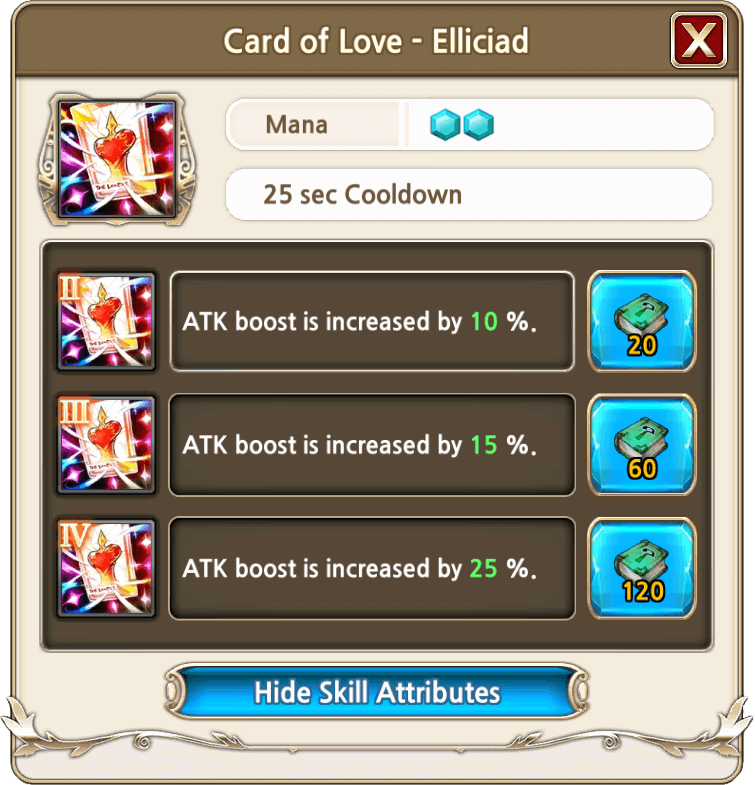 Card of Love - Elliciad
X
Mana
25 sec Cooldown
II
ATK boost is increased by 10 %.
20
III
ATK boost is increased by 15 %.
60
IV
ATK boost is increased by 25 %.
120
Hide Skill Attributes